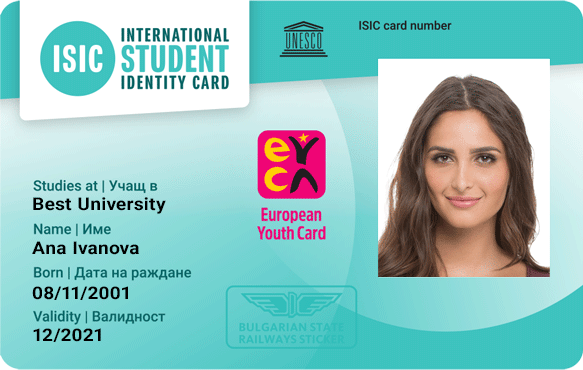 ISIC
INTERNATIONAL
STUDENT
IDENTITY CARD
UNESCO
ISIC card number
Studies at | Учащ в
Best University
Name | Име
Ana Ivanova
Born | Дата на раждане
08/11/2001
Validity | Валидност
12/2021
eyca
European
Youth Card
BULGARIAN STATE
RAILWAYS STICKER